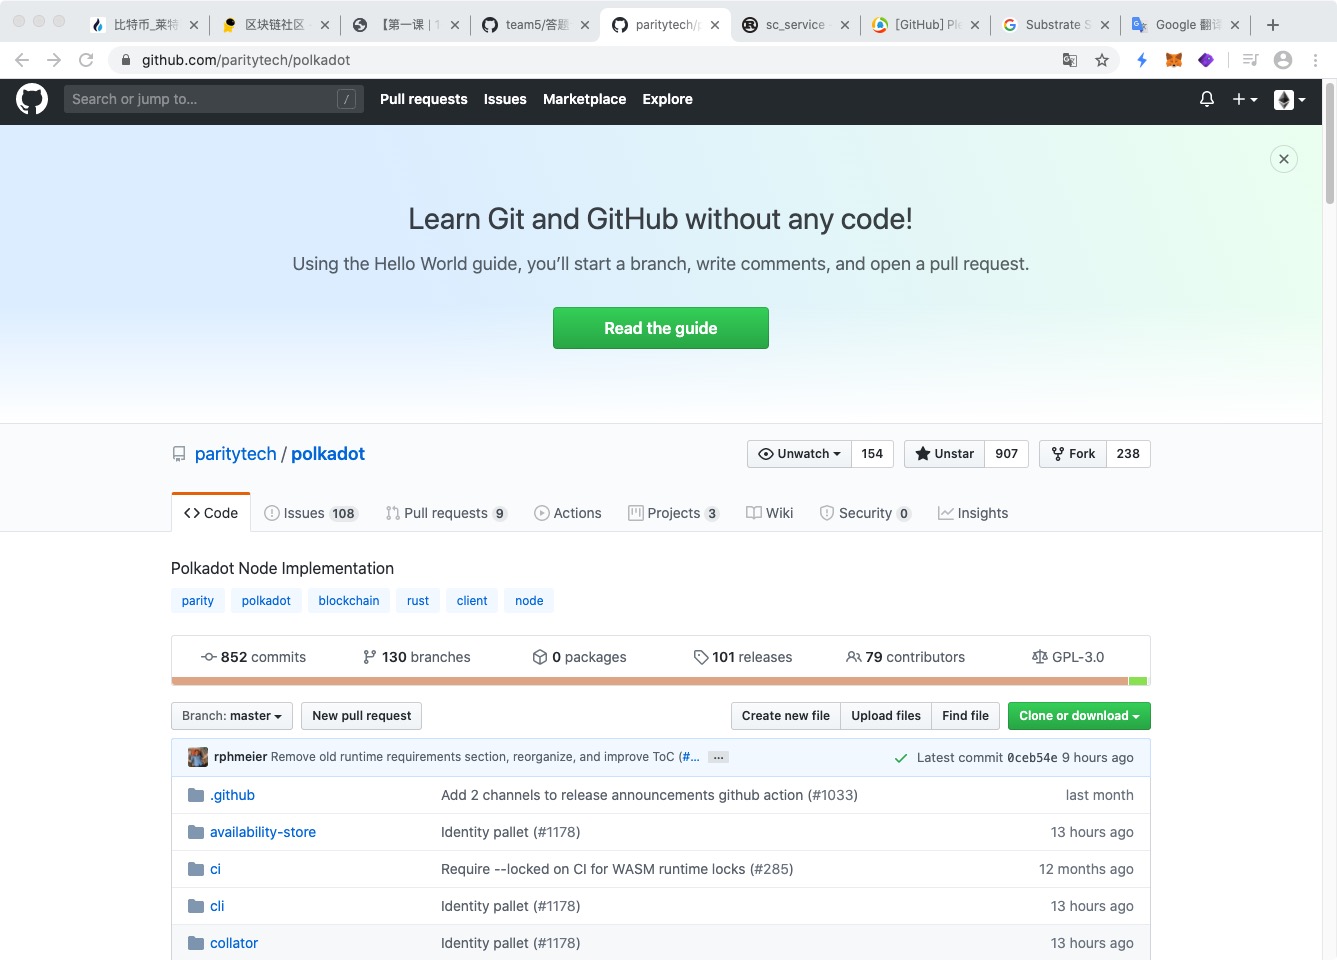 比特币_莱特
区块链社区
【第一课 | 1
team5/答题
paritytech/p
sc_service
[GitHub] Ple
Substrate S
Google 翻译
github.com/paritytech/polkadot
Search or jump to...
/
Pull requests
Issues
Marketplace
Explore
Learn Git and GitHub without any code!
Using the Hello World guide, you’ll start a branch, write comments, and open a pull request.
Read the guide
paritytech / polkadot
Unwatch 154
Unstar 907
Fork 238
Code
Issues 108
Pull requests 9
Actions
Projects 3
Wiki
Security 0
Insights
Polkadot Node Implementation
parity polkadot blockchain rust client node
852 commits
130 branches
0 packages
101 releases
79 contributors
GPL-3.0
Branch: master
New pull request
Create new file
Upload files
Find file
Clone or download
rphmeier Remove old runtime requirements section, reorganize, and improve ToC (#… …
Latest commit 0ceb54e 9 hours ago
.github Add 2 channels to release announcements github action (#1033) last month
availability-store Identity pallet (#1178) 13 hours ago
ci Require --locked on CI for WASM runtime locks (#285) 12 months ago
cli Identity pallet (#1178) 13 hours ago
collator Identity pallet (#1178) 13 hours ago